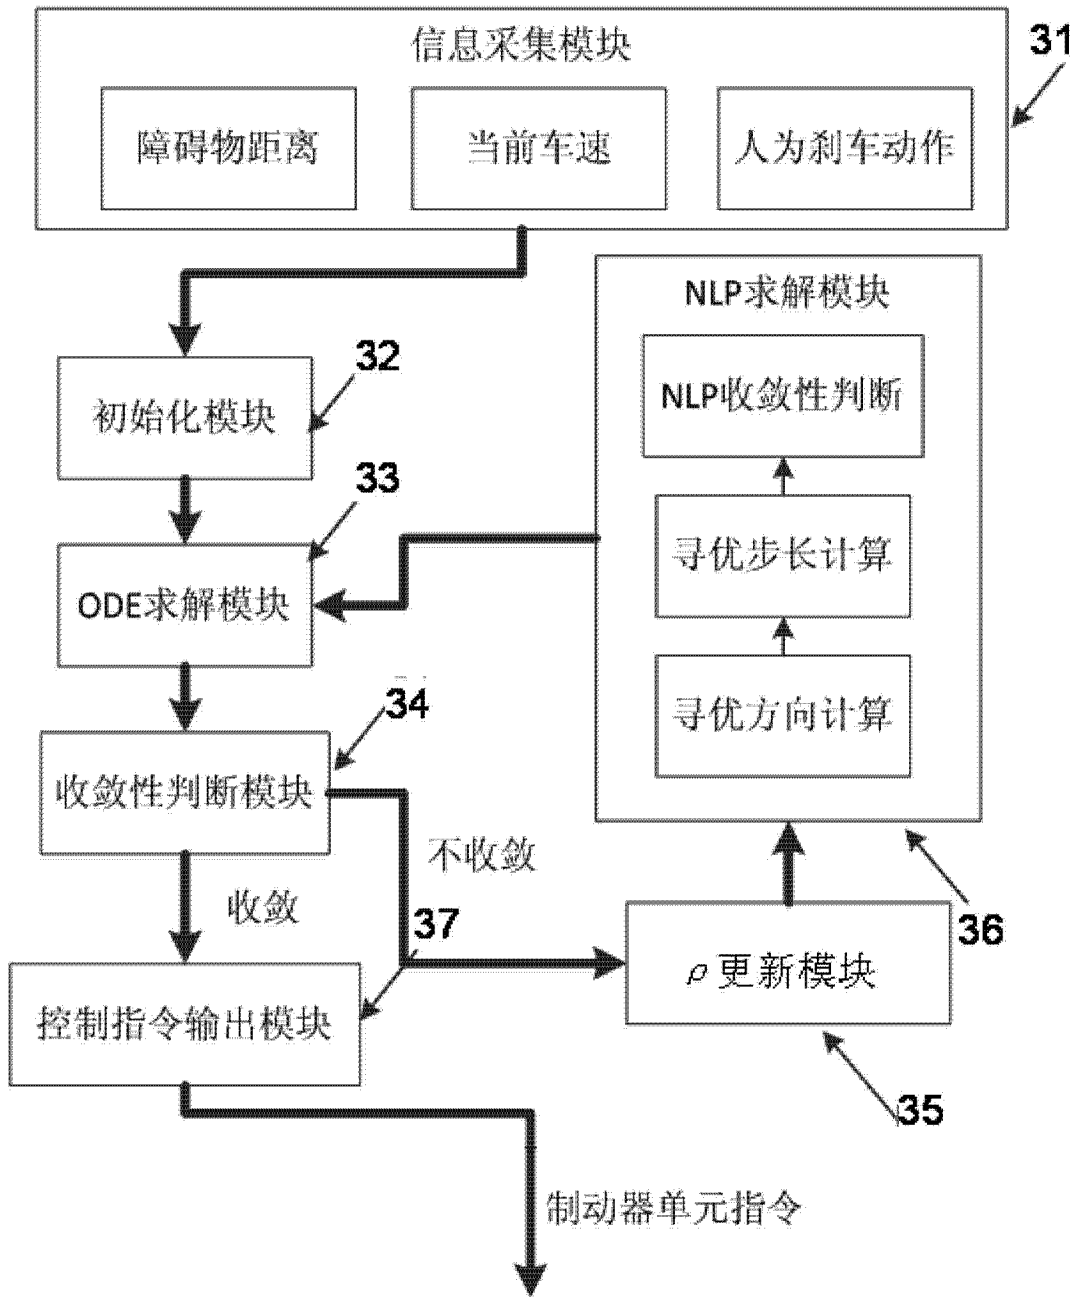 信息采集模块
31
障碍物距离
当前车速
人为刹车动作
NLP求解模块
32
初始化模块
NLP收敛性判断
33
ODE求解模块
寻优步长计算
34
寻优方向计算
收敛性判断模块
不收敛
收敛
37
36
控制指令输出模块
ρ更新模块
35
制动器单元指令